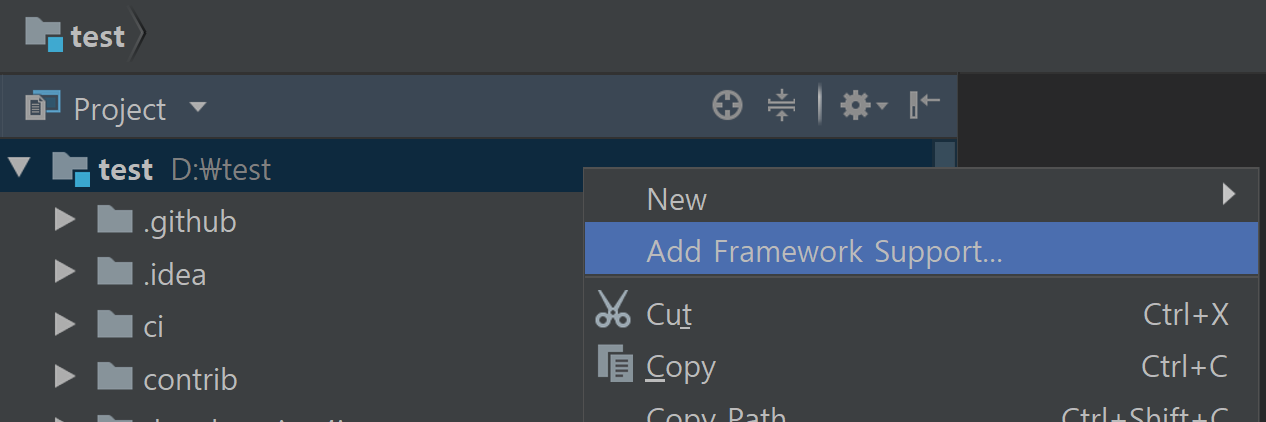 test
Project
test D:₩test
.github
.idea
ci
contrib
New
Add Framework Support...
Cut Ctrl+X
Copy Ctrl+C
Copy Path Ctrl+Shift+C